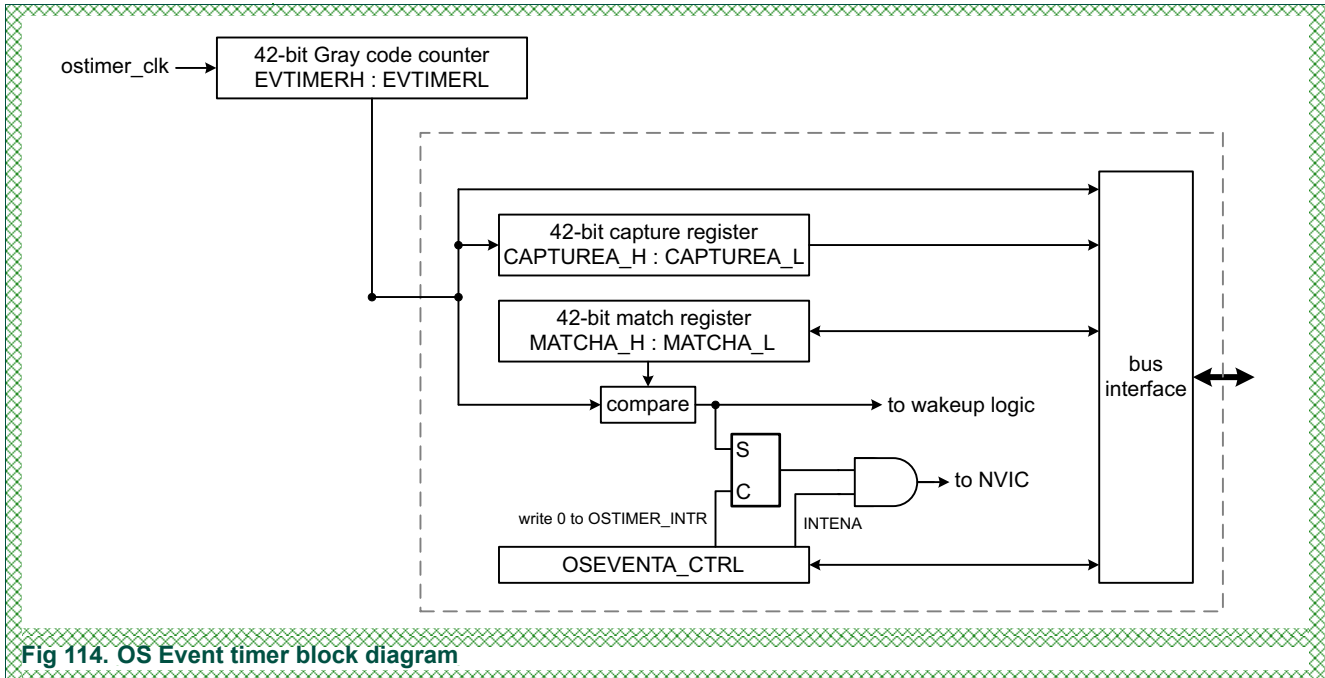 42-bit Gray code counter
ostimer_clk
EVTIMERH : EVTIMERL
42-bit capture register
CAPTUREA_H : CAPTUREA_L
42-bit match register
MATCHA_H : MATCHA_L
bus
interface
compare
to wakeup logic
S
C
to NVIC
write 0 to OSTIMER_INTR
INTENA
OSEVENTA_CTRL
Fig 114. OS Event timer block diagram